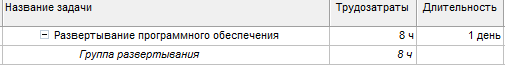 Название задачи Трудозатраты Длительность
Развертывание программного обеспечения 8 ч 1 день
Группа развертывания 8 ч